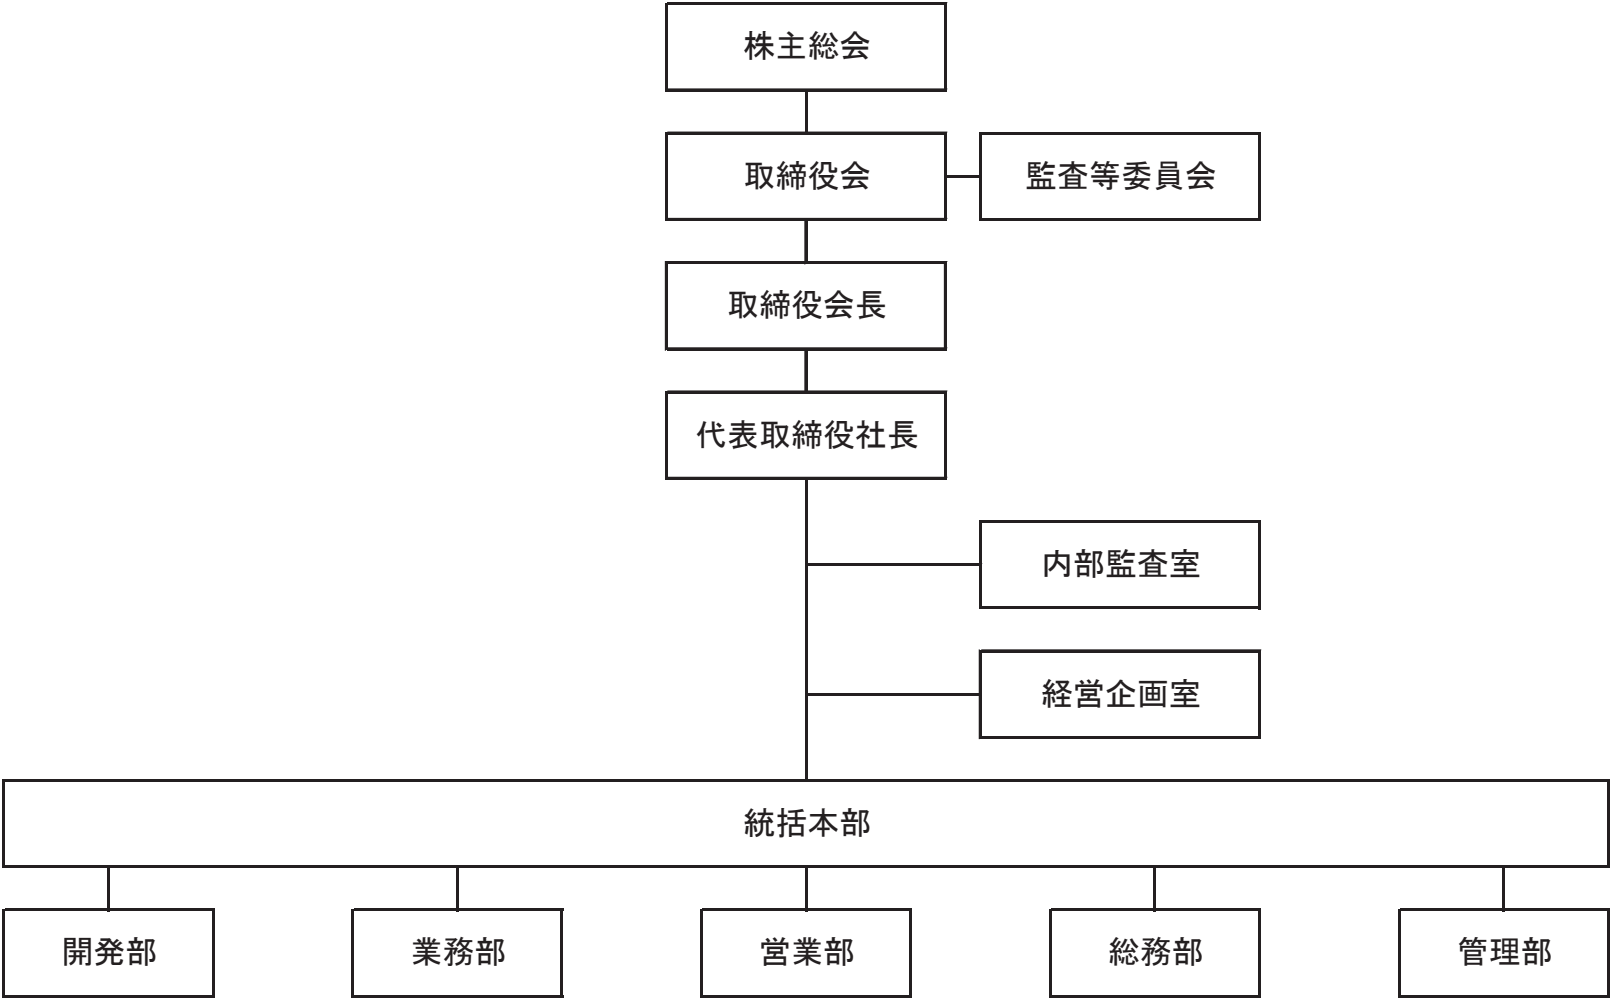 株主総会
取締役会
監査等委員会
取締役会長
代表取締役社長
内部監査室
経営企画室
統括本部
開発部
業務部
営業部
総務部
管理部